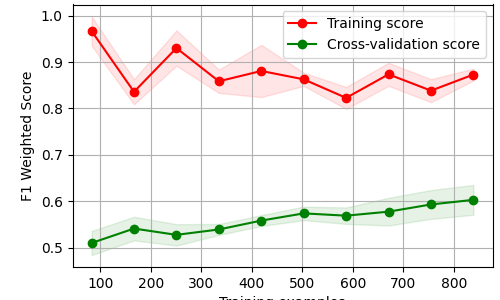 1.0
0.9
0.8
0.7
0.6
0.5
F1 Weighted Score
Training score
Cross-validation score
100 200 300 400 500 600 700 800
Training examples